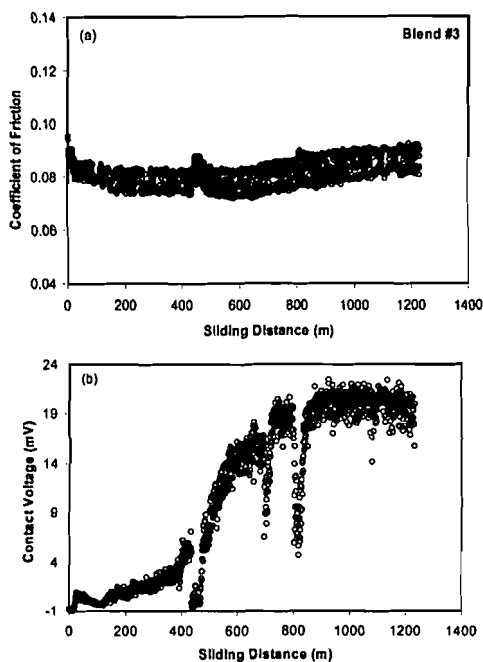 0.14
(a)
Blend #3
0.12
0.10
0.08
0.06
0.04
Coefficient of Friction
0 200 400 600 800 1000 1200 1400
Sliding Distance (m)
24
(b)
19
14
9
4
-1
Contact Voltage (mV)
0 200 400 600 800 1000 1200 1400
Sliding Distance (m)